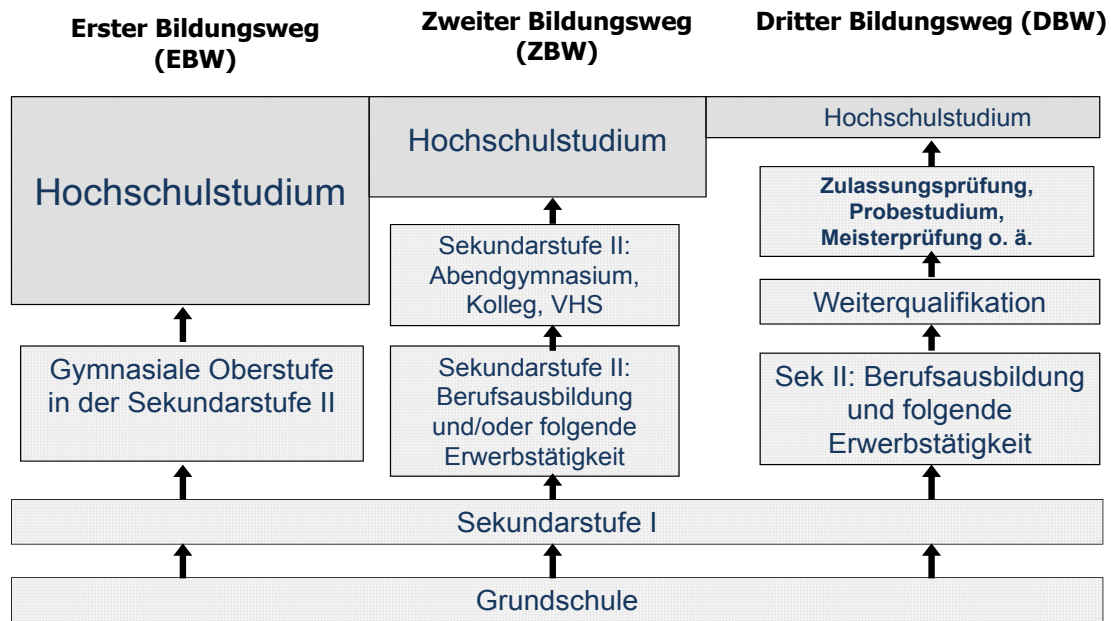 Erster Bildungsweg
(EBW)
Zweiter Bildungsweg
(ZBW)
Dritter Bildungsweg (DBW)
Hochschulstudium
Hochschulstudium
Hochschulstudium
Zulassungsprüfung,
Probestudium,
Meisterprüfung o. ä.
Sekundarstufe II:
Abendgymnasium,
Kolleg, VHS
Weiterqualifikation
Gymnasiale Oberstufe
in der Sekundarstufe II
Sekundarstufe II:
Berufsausbildung
und/oder folgende
Erwerbstätigkeit
Sek II: Berufsausbildung
und folgende
Erwerbstätigkeit
Sekundarstufe I
Grundschule